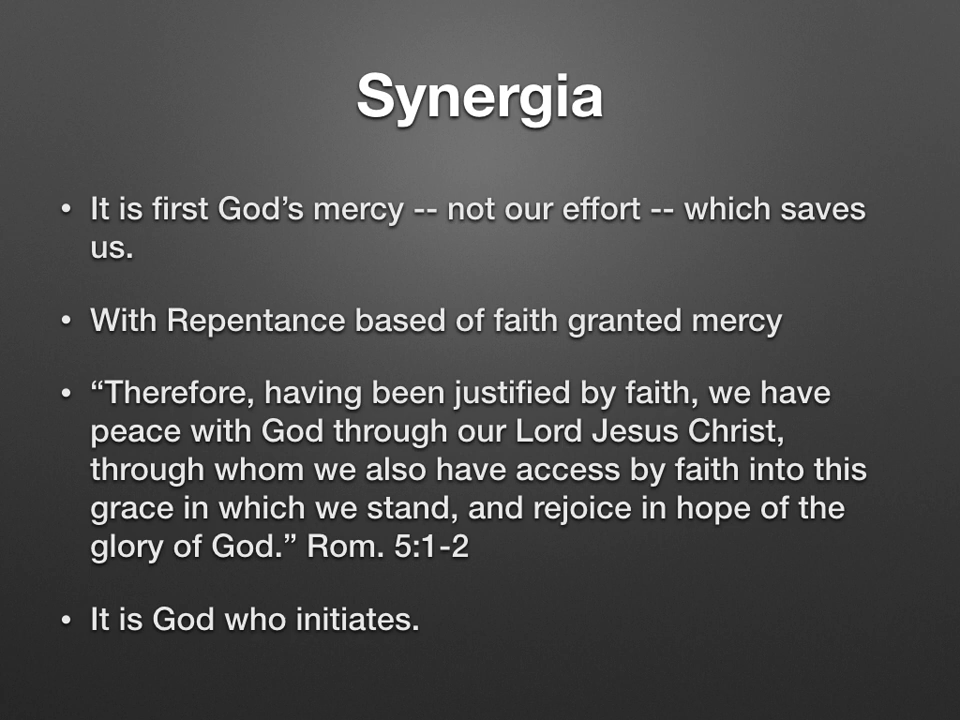 Synergia
• It is first God’s mercy -- not our effort -- which saves
us.
• With Repentance based of faith granted mercy
• “Therefore, having been justified by faith, we have
peace with God through our Lord Jesus Christ,
through whom we also have access by faith into this
grace in which we stand, and rejoice in hope of the
glory of God.” Rom. 5:1-2
• It is God who initiates.